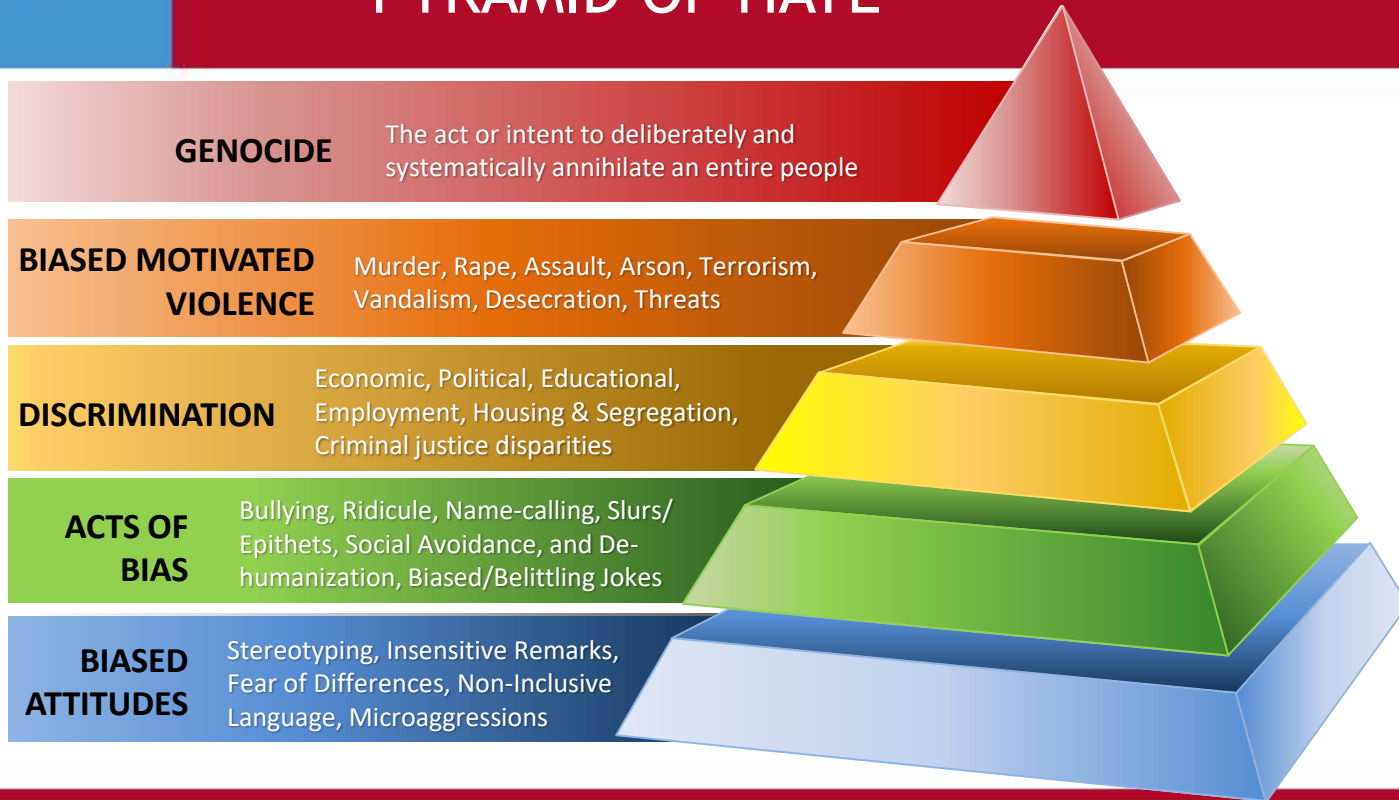 PYRAMID OF HATE
GENOCIDE
The act or intent to deliberately and
systematically annihilate an entire people
BIASED MOTIVATED
VIOLENCE
Murder, Rape, Assault, Arson, Terrorism,
Vandalism, Desecration, Threats
DISCRIMINATION
Economic, Political, Educational,
Employment, Housing & Segregation,
Criminal justice disparities
ACTS OF
BIAS
Bullying, Ridicule, Name-calling, Slurs/
Epithets, Social Avoidance, and De-
humanization, Biased/Belittling Jokes
BIASED
ATTITUDES
Stereotyping, Insensitive Remarks,
Fear of Differences, Non-Inclusive
Language, Microaggressions